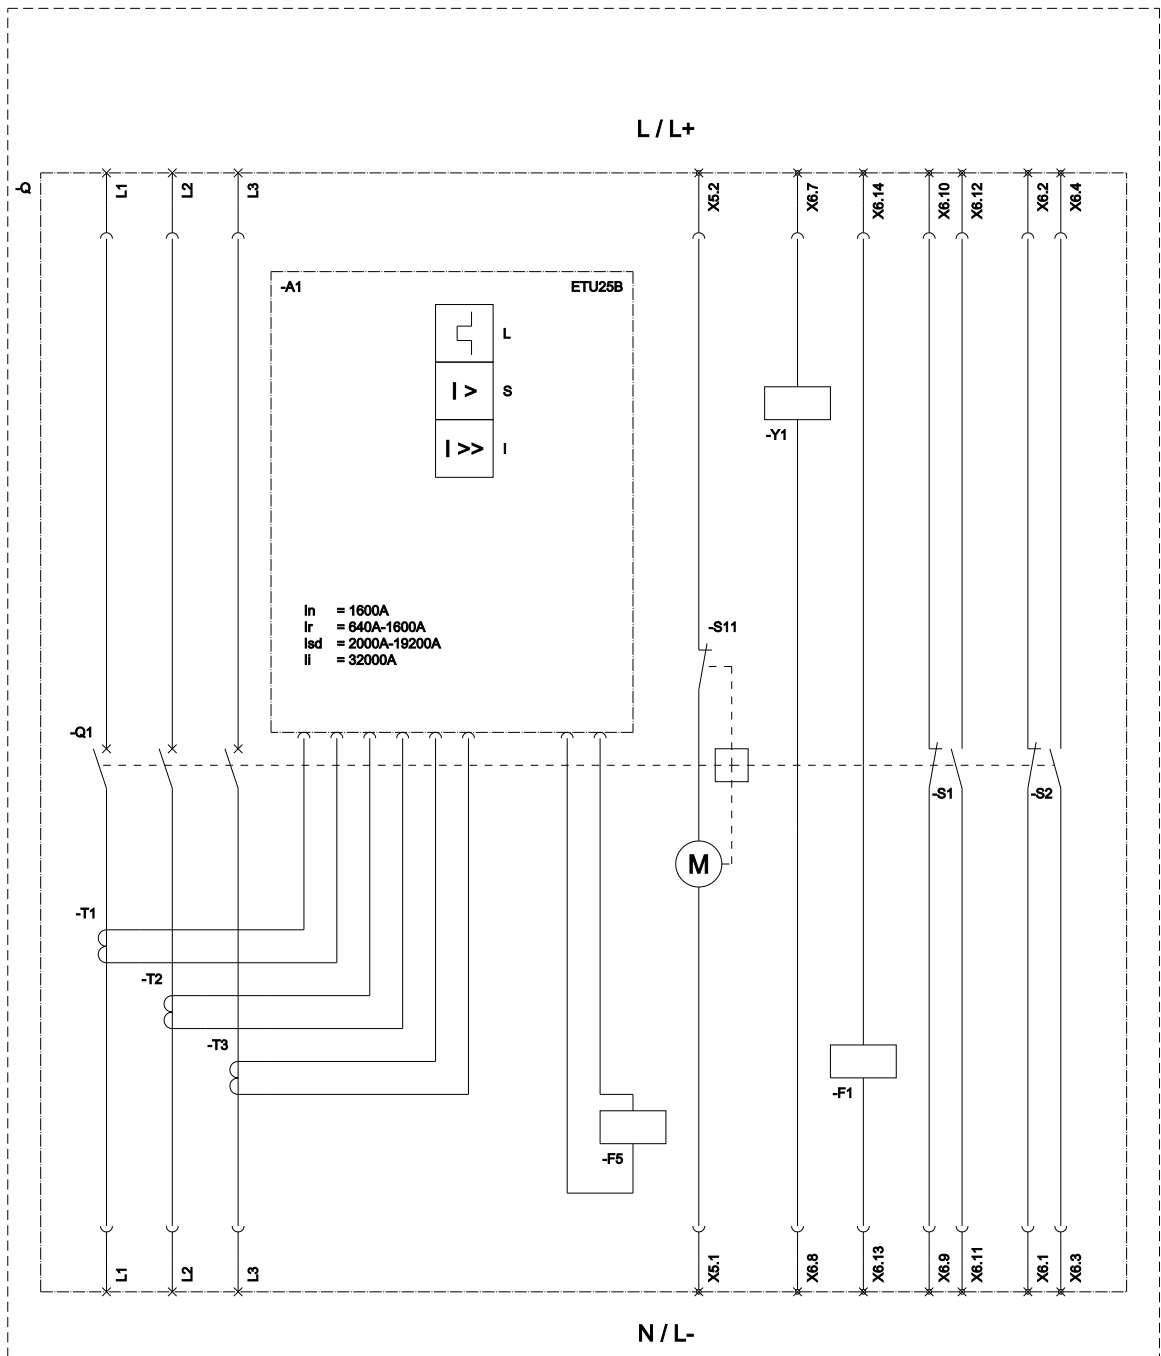 L / L+
-Q
L1
L2
L3
X5.2
X6.7
X6.14
X6.10
X6.12
X6.2
X6.4
-A1
ETU25B
L
I >
S
I >>
I
-Y1
In = 1600A
Ir = 640A-1600A
Isd = 2000A-19200A
Ii = 32000A
-S11
-Q1
-S1
-S2
M
-T1
-T2
-T3
-F1
-F5
L1
L2
L3
X5.1
X6.8
X6.13
X6.9
X6.11
X6.1
X6.3
N / L-